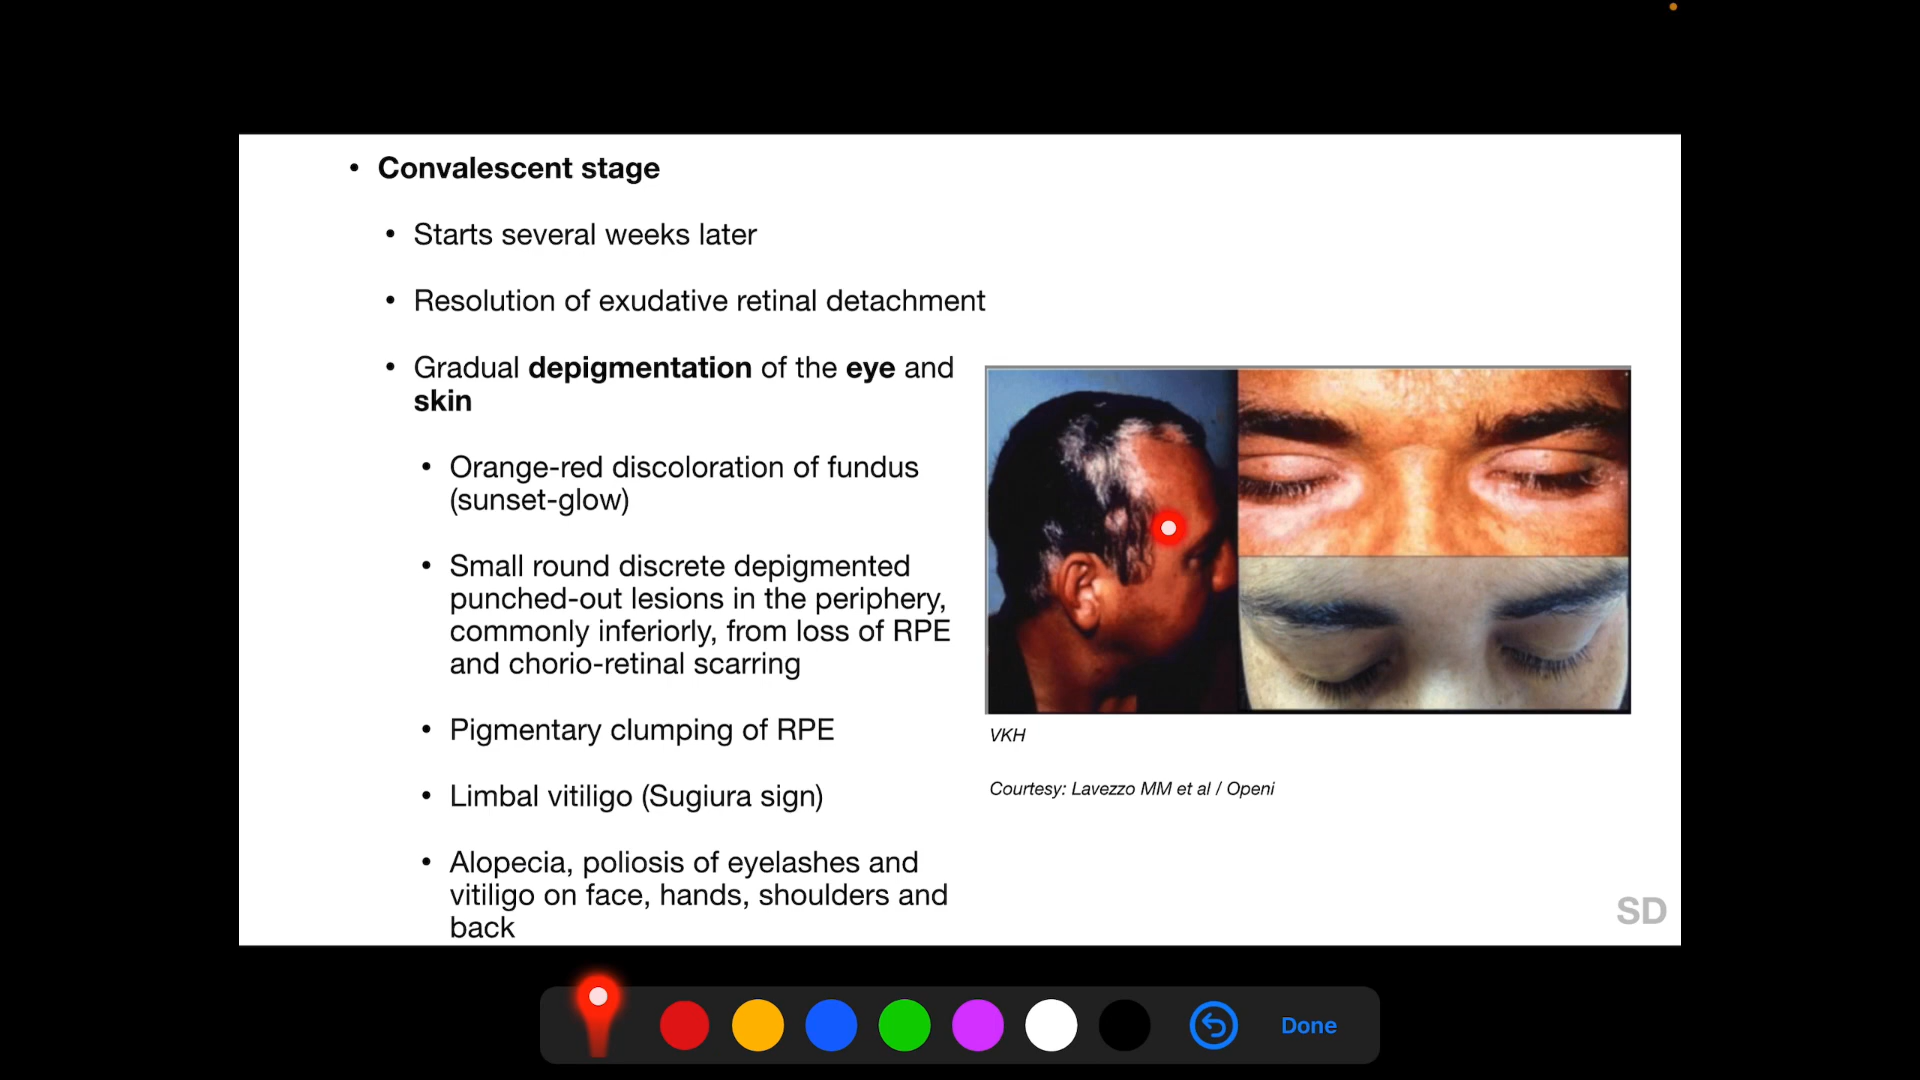 • Convalescent stage
• Starts several weeks later
• Resolution of exudative retinal detachment
• Gradual depigmentation of the eye and
skin
• Orange-red discoloration of fundus
(sunset-glow)
• Small round discrete depigmented
punched-out lesions in the periphery,
commonly inferiorly, from loss of RPE
and chorio-retinal scarring
• Pigmentary clumping of RPE
• Limbal vitiligo (Sugiura sign)
• Alopecia, poliosis of eyelashes and
vitiligo on face, hands, shoulders and
back
VKH
Courtesy: Lavezzo MM et al / Openi
SD
Done